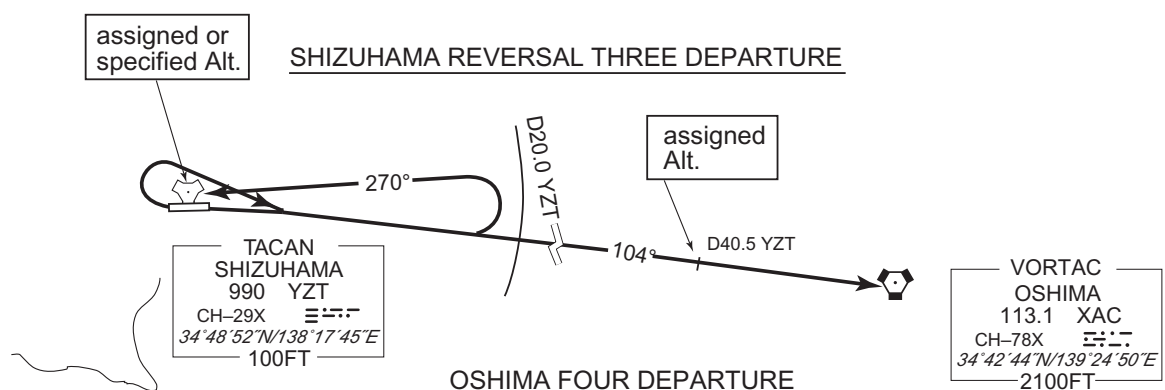 assigned or
specified Alt.
SHIZUHAMA REVERSAL THREE DEPARTURE
D20.0 YZT
assigned
Alt.
270°
104°
D40.5 YZT
TACAN
SHIZUHAMA
990 YZT
CH–29X
34°48′52″N/138°17′45″E
100FT
VORTAC
OSHIMA
113.1 XAC
CH–78X
34°42′44″N/139°24′50″E
2100FT
OSHIMA FOUR DEPARTURE